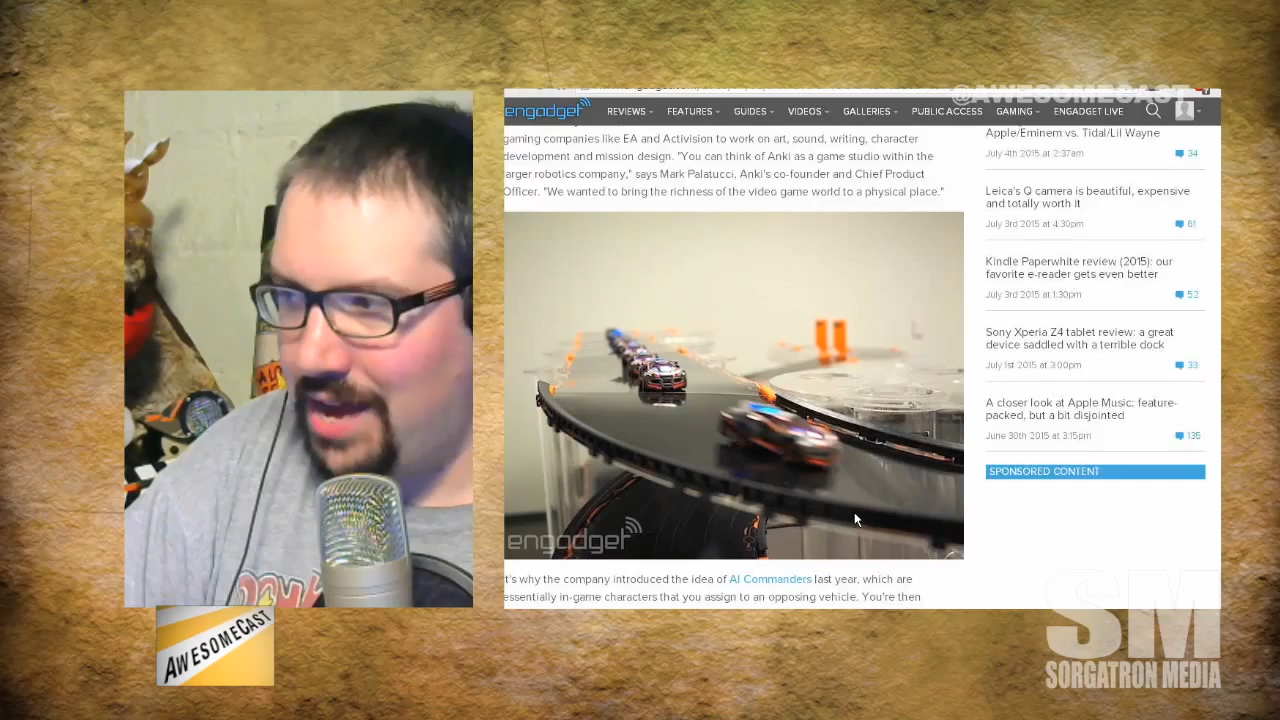 @AWESOMECAST
engadget
REVIEWS
FEATURES
GUIDES
VIDEOS
GALLERIES
PUBLIC ACCESS
GAMING
ENGADGET LIVE
gaming companies like EA and Activision to work on art, sound, writing, character
development and mission design. "You can think of Anki as a game studio within the
arger robotics company," says Mark Palatucci, Anki's co-founder and Chief Product
Officer. "We wanted to bring the richness of the video game world to a physical place."
engadget
t's why the company introduced the idea of AI Commanders last year, which are
essentially in-game characters that you assign to an opposing vehicle. You're then
Apple/Eminem vs. Tidal/Lil Wayne
July 4th 2015 at 2:37am 34
Leica's Q camera is beautiful, expensive
and totally worth it
July 3rd 2015 at 4:30pm 61
Kindle Paperwhite review (2015): our
favorite e-reader gets even better
July 3rd 2015 at 1:30pm 52
Sony Xperia Z4 tablet review: a great
device saddled with a terrible dock
July 1st 2015 at 3:00pm 33
A closer look at Apple Music: feature-
packed, but a bit disjointed
June 30th 2015 at 3:15pm 135
SPONSORED CONTENT
AWESOMECAST
SM
SORGATRON MEDIA